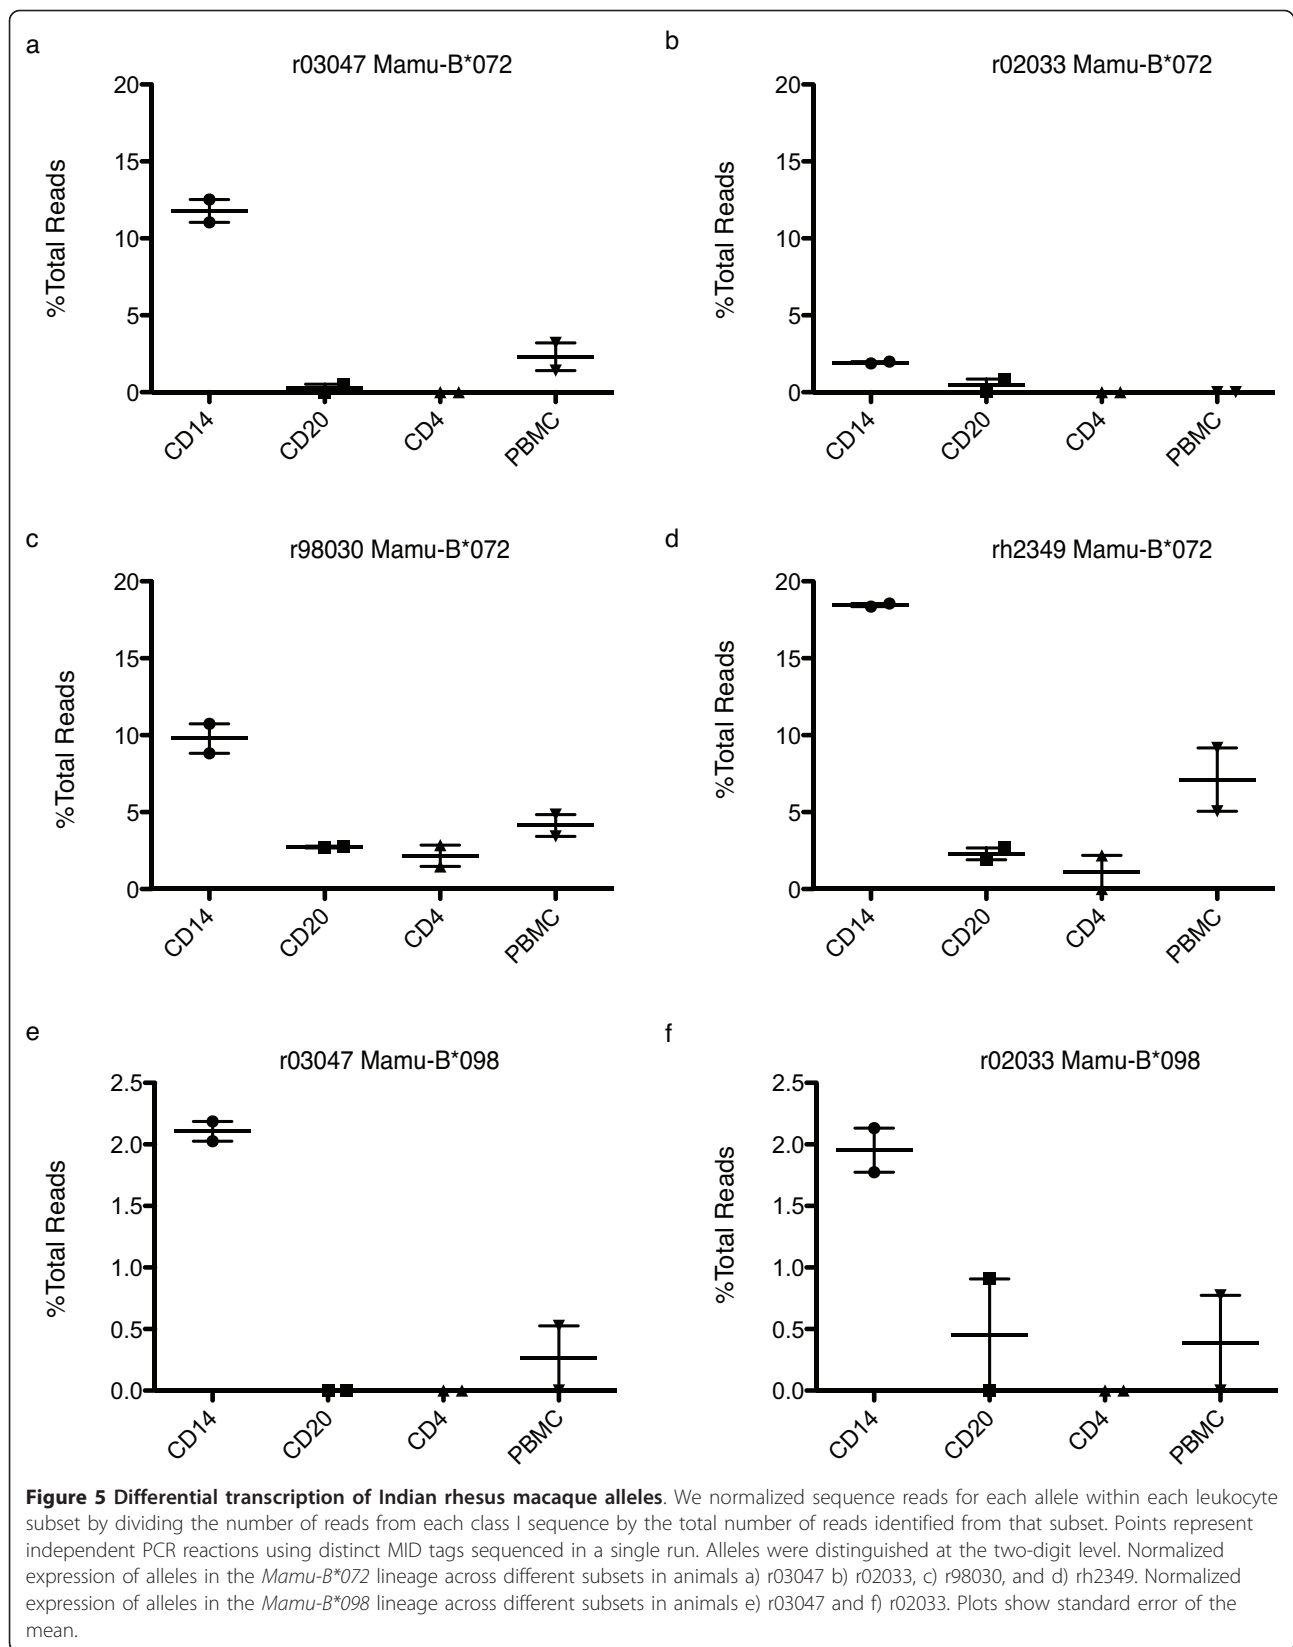 a
r03047 Mamu-B*072
%Total Reads
20
15
10
5
0
CD14
CD20
CD4
PBMC
b
r02033 Mamu-B*072
%Total Reads
20
15
10
5
0
CD14
CD20
CD4
PBMC
c
r98030 Mamu-B*072
%Total Reads
20
15
10
5
0
CD14
CD20
CD4
PBMC
d
rh2349 Mamu-B*072
%Total Reads
20
15
10
5
0
CD14
CD20
CD4
PBMC
e
r03047 Mamu-B*098
%Total Reads
2.5
2.0
1.5
1.0
0.5
0.0
CD14
CD20
CD4
PBMC
f
r02033 Mamu-B*098
%Total Reads
2.5
2.0
1.5
1.0
0.5
0.0
CD14
CD20
CD4
PBMC
Figure 5 Differential transcription of Indian rhesus macaque alleles. We normalized sequence reads for each allele within each leukocyte
subset by dividing the number of reads from each class I sequence by the total number of reads identified from that subset. Points represent
independent PCR reactions using distinct MID tags sequenced in a single run. Alleles were distinguished at the two-digit level. Normalized
expression of alleles in the Mamu-B*072 lineage across different subsets in animals a) r03047 b) r02033, c) r98030, and d) rh2349. Normalized
expression of alleles in the Mamu-B*098 lineage across different subsets in animals e) r03047 and f) r02033. Plots show standard error of the
mean.